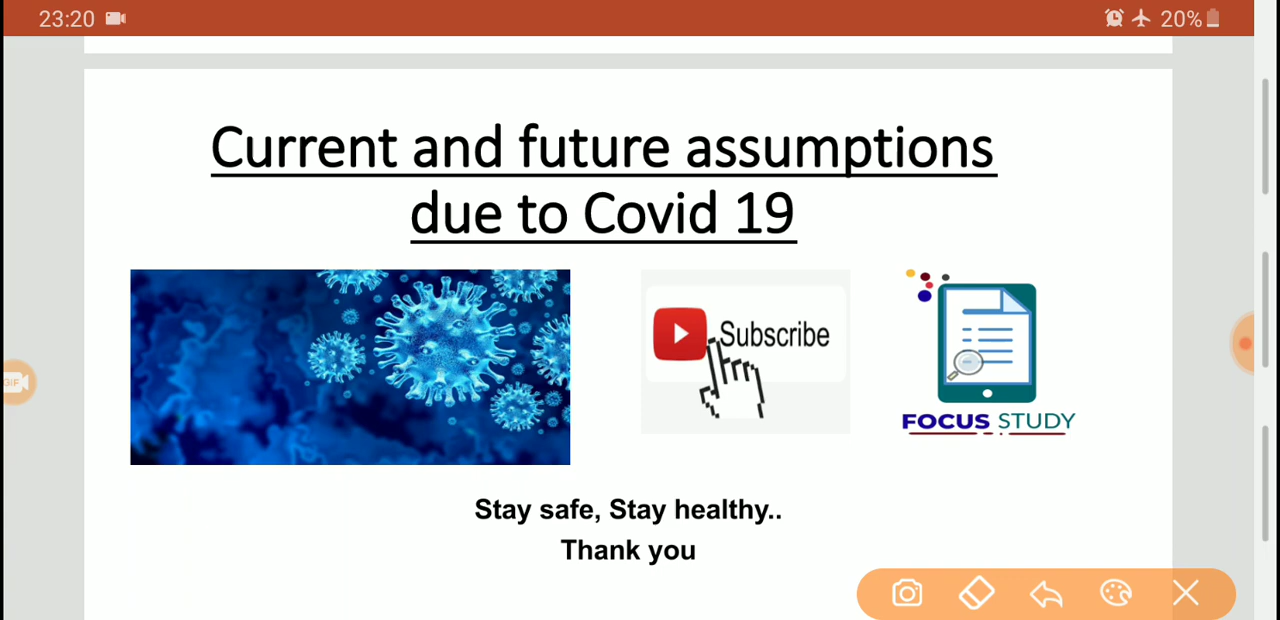 23:20
20%
Current and future assumptions
due to Covid 19
Subscribe
FOCUS STUDY
GIF
Stay safe, Stay healthy..
Thank you